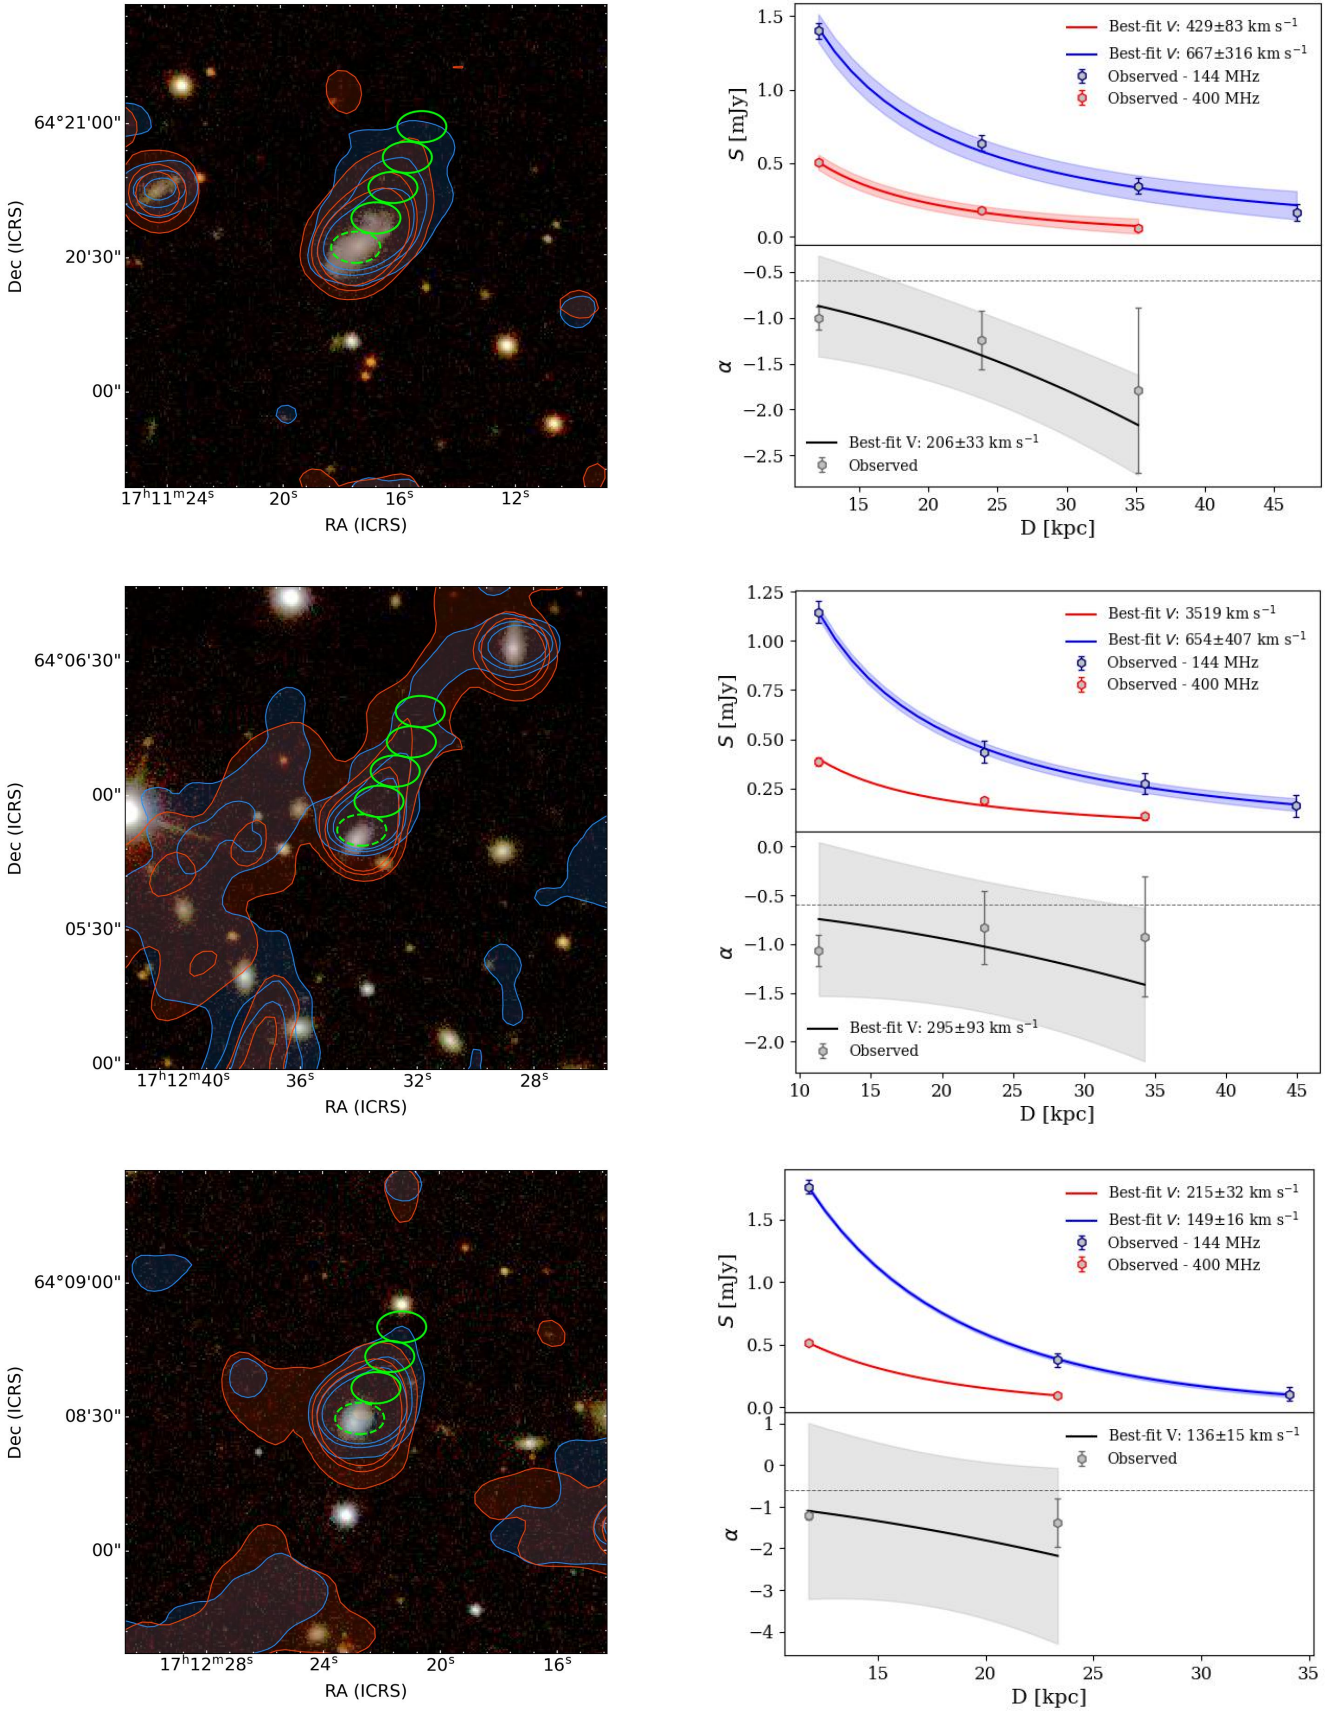 64°21'00"
20'30"
00"
Dec (ICRS)
17ʰ11ᵐ24ˢ 20ˢ 16ˢ 12ˢ
RA (ICRS)
1.5
1.0
0.5
0.0
S [mJy]
Best-fit V: 429±83 km s⁻¹
Best-fit V: 667±316 km s⁻¹
Observed - 144 MHz
Observed - 400 MHz
−0.5
−1.0
−1.5
−2.0
−2.5
α
Best-fit V: 206±33 km s⁻¹
Observed
15 20 25 30 35 40 45
D [kpc]
64°06'30"
00"
05'30"
00"
Dec (ICRS)
17ʰ12ᵐ40ˢ 36ˢ 32ˢ 28ˢ
RA (ICRS)
1.25
1.00
0.75
0.50
0.25
S [mJy]
Best-fit V: 3519 km s⁻¹
Best-fit V: 654±407 km s⁻¹
Observed - 144 MHz
Observed - 400 MHz
0.0
−0.5
−1.0
−1.5
−2.0
α
Best-fit V: 295±93 km s⁻¹
Observed
10 15 20 25 30 35 40 45
D [kpc]
64°09'00"
08'30"
00"
Dec (ICRS)
17ʰ12ᵐ28ˢ 24ˢ 20ˢ 16ˢ
RA (ICRS)
1.5
1.0
0.5
0.0
S [mJy]
Best-fit V: 215±32 km s⁻¹
Best-fit V: 149±16 km s⁻¹
Observed - 144 MHz
Observed - 400 MHz
1
0
−1
−2
−3
−4
α
Best-fit V: 136±15 km s⁻¹
Observed
15 20 25 30 35
D [kpc]